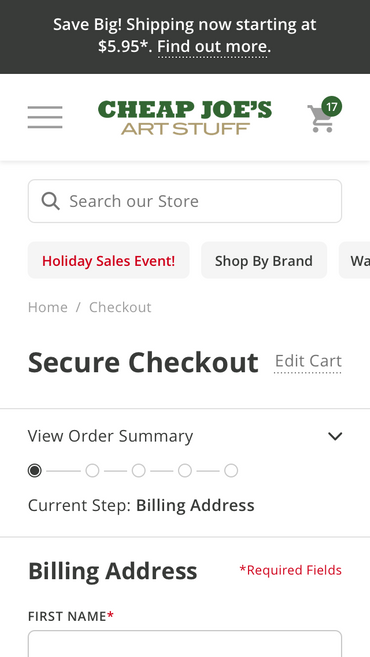 Save Big! Shipping now starting at
$5.95*. Find out more.
CHEAP JOE'S
ART STUFF
17
Search our Store
Holiday Sales Event!
Shop By Brand
Wa
Home / Checkout
Secure Checkout
Edit Cart
View Order Summary
Current Step: Billing Address
Billing Address
*Required Fields
FIRST NAME*